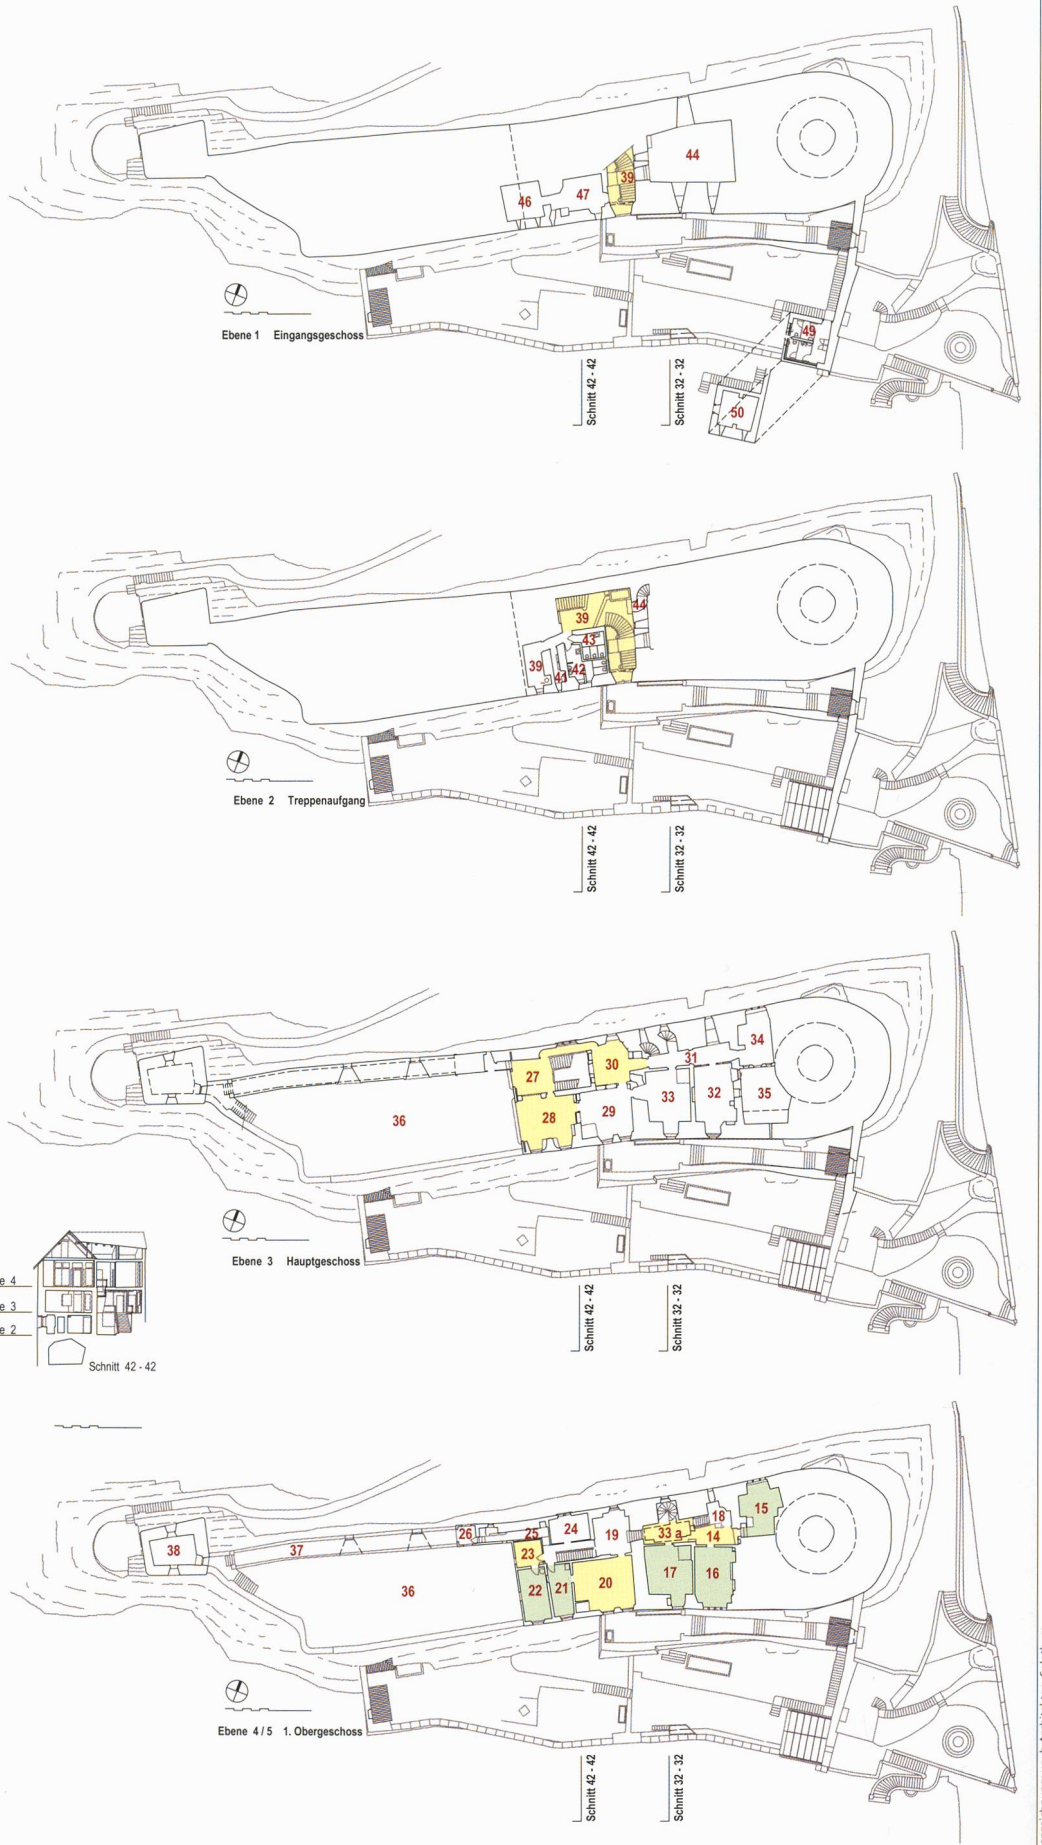 44
39
46
47
49
50
Ebene 1 Eingangsgeschoss
Schnitt 42 - 42
Schnitt 32 - 32
44
39
43
39
41
42
Ebene 2 Treppenaufgang
Schnitt 42 - 42
Schnitt 32 - 32
34
31
30
27
32
35
33
28
29
36
Ebene 3 Hauptgeschoss
Schnitt 42 - 42
Schnitt 32 - 32
e 4
e 3
e 2
Schnitt 42 - 42
15
18
24
19
26
25
33 a
14
38
37
23
17
16
22
21
20
36
Ebene 4 / 5 1. Obergeschoss
Schnitt 42 - 42
Schnitt 32 - 32